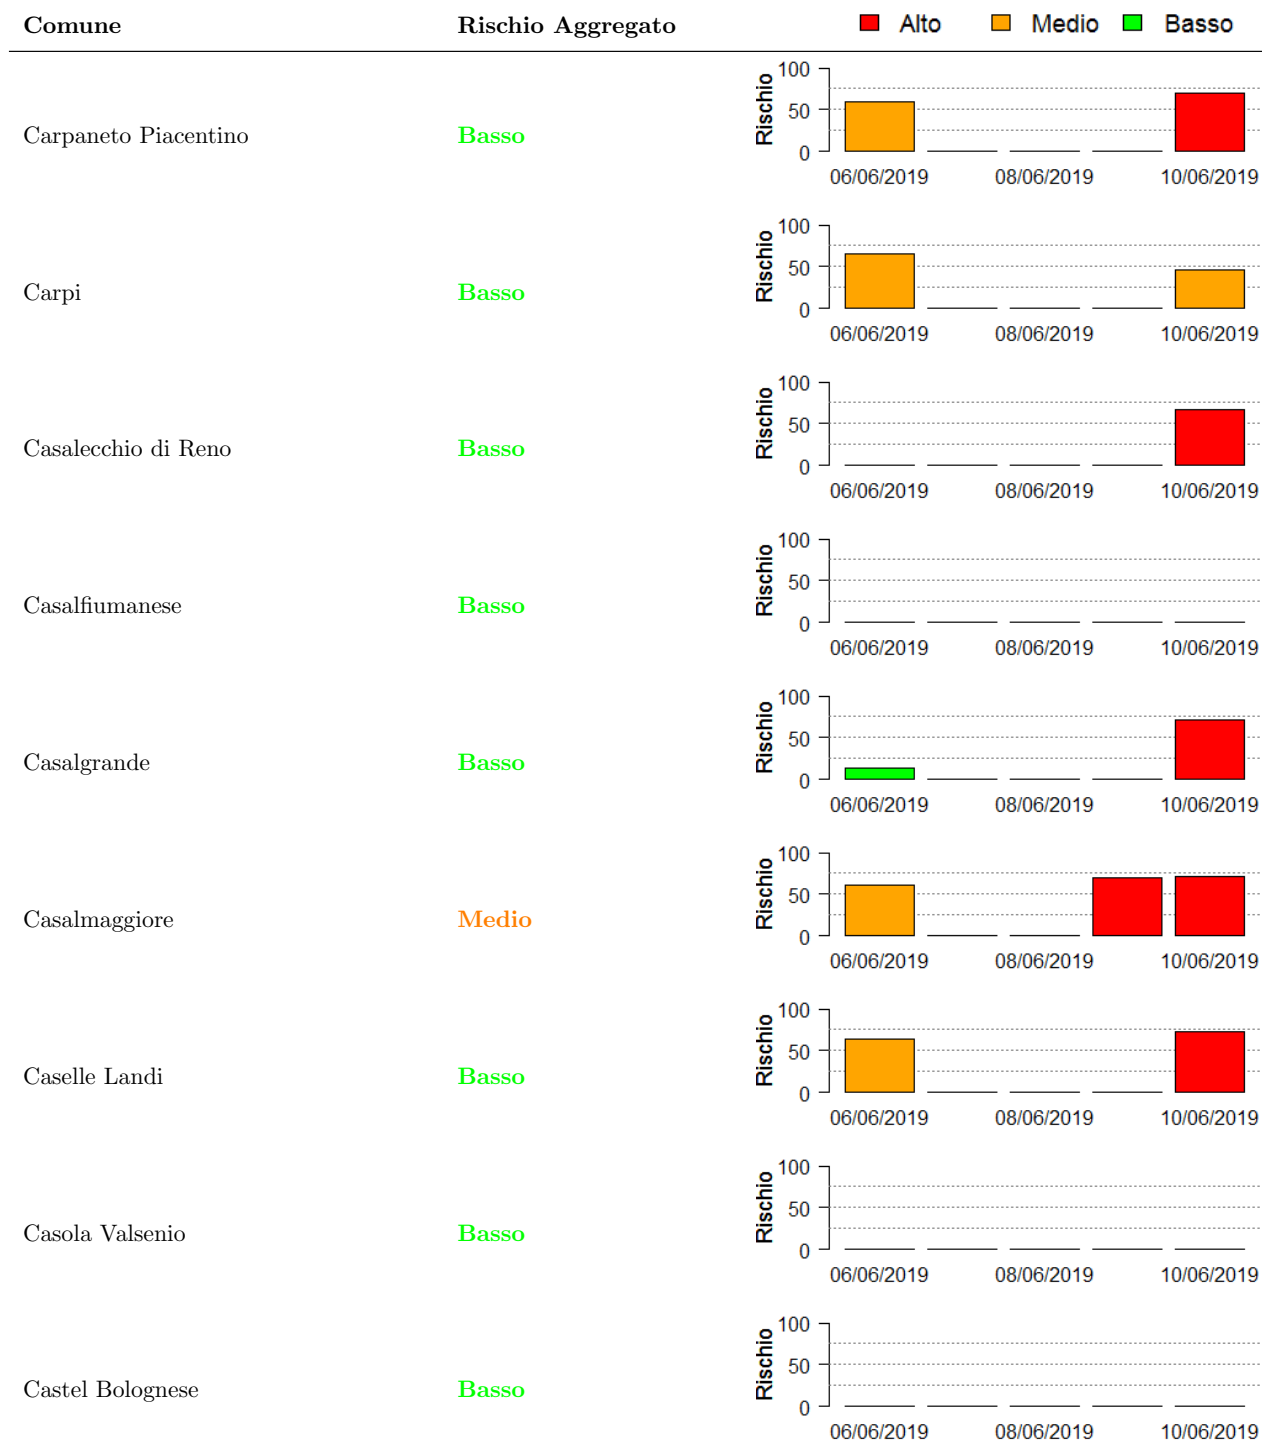 Comune Rischio Aggregato Alto Medio Basso
Carpaneto Piacentino Basso
Rischio
100
50
0
06/06/2019 08/06/2019 10/06/2019
Carpi Basso
Rischio
100
50
0
06/06/2019 08/06/2019 10/06/2019
Casalecchio di Reno Basso
Rischio
100
50
0
06/06/2019 08/06/2019 10/06/2019
Casalfiumanese Basso
Rischio
100
50
0
06/06/2019 08/06/2019 10/06/2019
Casalgrande Basso
Rischio
100
50
0
06/06/2019 08/06/2019 10/06/2019
Casalmaggiore Medio
Rischio
100
50
0
06/06/2019 08/06/2019 10/06/2019
Caselle Landi Basso
Rischio
100
50
0
06/06/2019 08/06/2019 10/06/2019
Casola Valsenio Basso
Rischio
100
50
0
06/06/2019 08/06/2019 10/06/2019
Castel Bolognese Basso
Rischio
100
50
0
06/06/2019 08/06/2019 10/06/2019